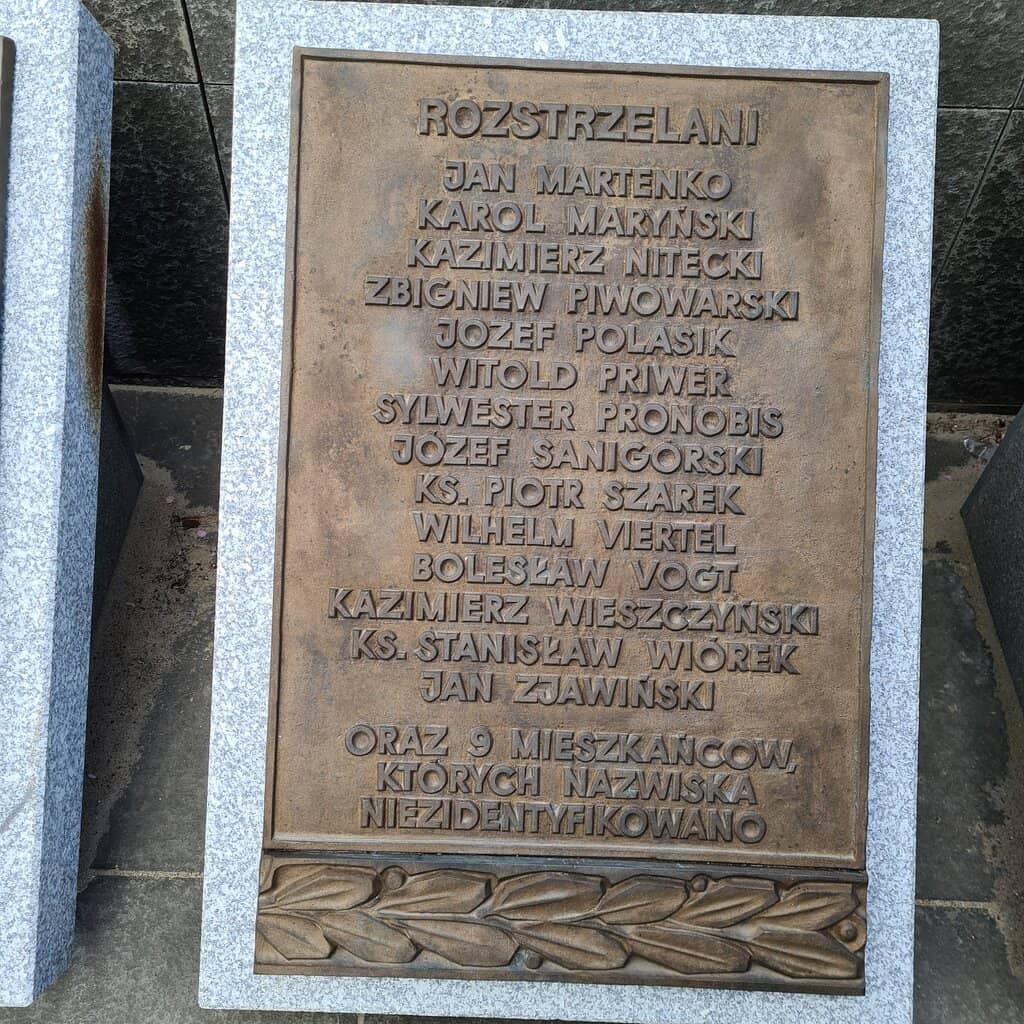 ROZSTRZELANI
JAN MARTENKO
KAROL MARYŃSKI
KAZIMIERZ NITECKI
ZBIGNIEW PIWOWARSKI
JÓZEF POLASIK
WITOLD PRIWER
SYLWESTER PRONOBIS
JÓZEF SANIGÓRSKI
KS. PIOTR SZAREK
WILHELM VIERTEL
BOLESŁAW VOGT
KAZIMIERZ WIESZCZYŃSKI
KS. STANISŁAW WIÓREK
JAN ZJAWIŃSKI
ORAZ 9 MIESZKAŃCÓW,
KTÓRYCH NAZWISKA
NIEZIDENTYFIKOWANO